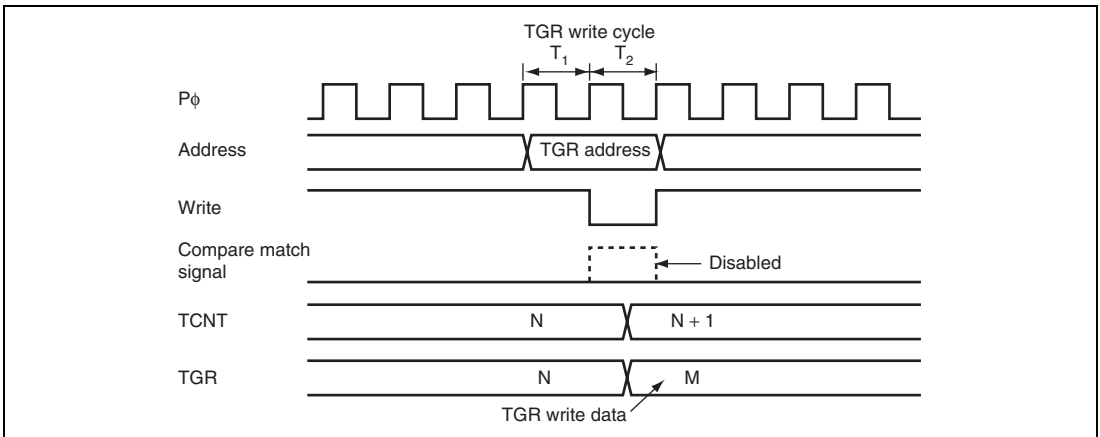 TGR write cycle
T1 T2
Pϕ
Address TGR address
Write
Compare match
signal
Disabled
TCNT N N + 1
TGR N M
TGR write data